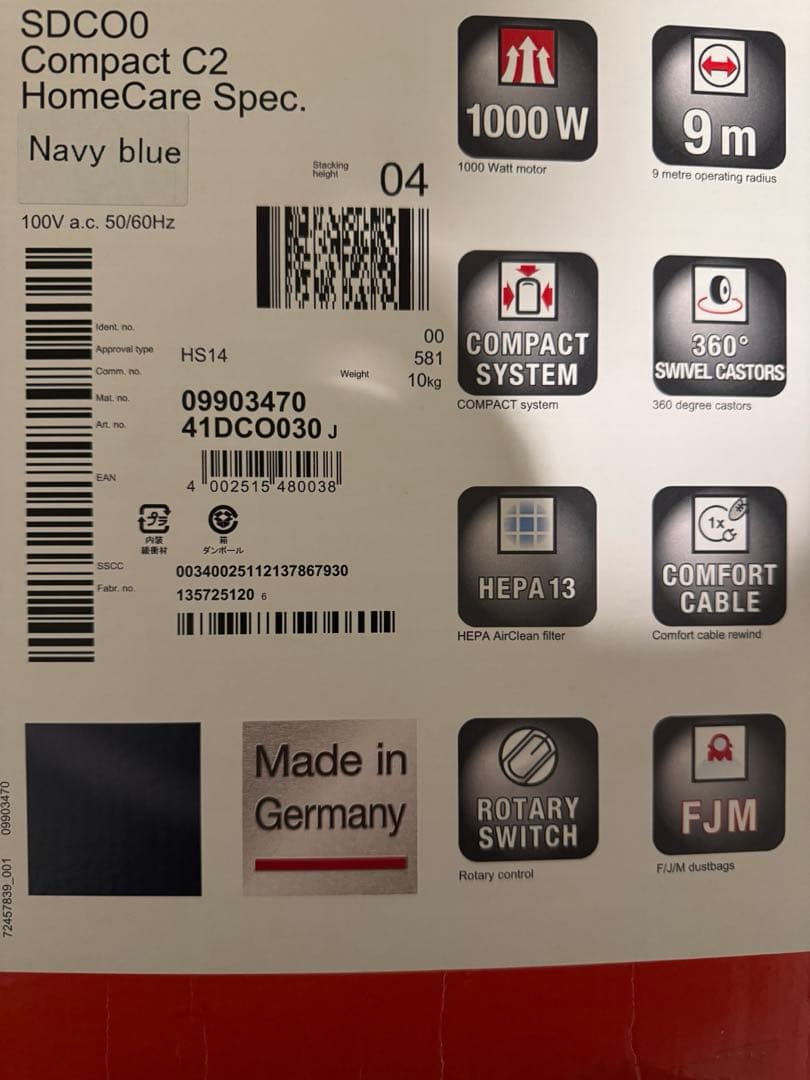 SDCO0
Compact C2
HomeCare Spec.
Navy blue
Stacking
height
04
100V a.c. 50/60Hz
Ident. no.
00
Approval type
HS14
581
Comm. no.
Weight
10kg
Mat. no.
09903470
Art. no.
41DCO030 J
EAN
4 002515 480038
プラ
内装
緩衝材
箱
ダンボール
SSCC
00340025112137867930
Fabr. no.
135725120 6
Made in
Germany
72457839_001 09903470
1000 W
1000 Watt motor
9 m
9 metre operating radius
COMPACT
SYSTEM
COMPACT system
360°
SWIVEL CASTORS
360 degree castors
HEPA 13
HEPA AirClean filter
1x
COMFORT
CABLE
Comfort cable rewind
ROTARY
SWITCH
Rotary control
FJM
F/J/M dustbags